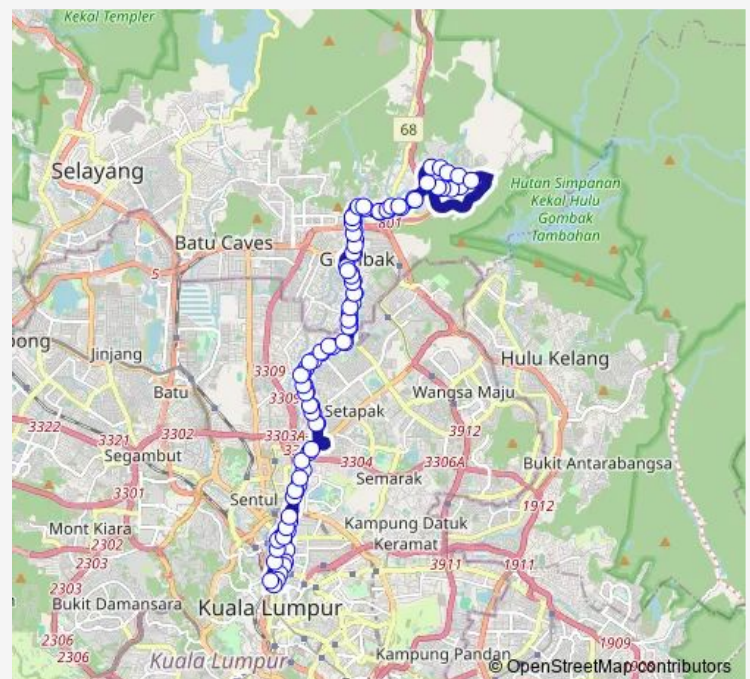 Kekal Templer
68
Selayang
Hutan Simpanan
Kekal Hulu
Gombak
Tambahan
801
Batu Caves
5
Jinjang
Hulu Kelang
3309
Batu
Wangsa Maju
Setapak
3322
3321
3302
3303A
3912
Segambut
3304
3306A
Bukit Antarabangsa
Semarak
3301
Sentul
1912
Mont Kiara
Kampung Datuk
Keramat
2302
2303
3911
1911
2303
Bukit Damansara
Kuala Lumpur
2306
2306
1909
Kuala Lumpur
Kampung Pandan
© OpenStreetMap contributors